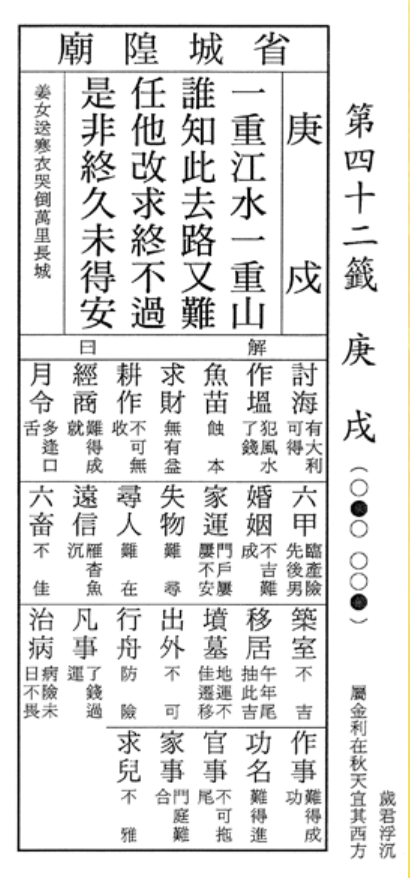 第四十二籤　庚　戌（○●○ ○○●）
歲君浮沉
屬金利在秋天宜其西方
省城隍廟
庚戌
一重江水一重山
誰知此去路又難
任他改求終不過
是非終久未得安
姜女送寒衣哭倒萬里長城
解曰
討海 有大利可得
作塭 犯風水了錢
魚苗 蝕本
求財 無有益
耕作 不可無收
經商 難得成就
月令 多逢口舌
六甲 臨產險先後男
婚姻 不吉難成
家運 門戶屢屢不安
失物 難尋
尋人 難在
遠信 雁杳魚沉
六畜 不佳
築室 不吉
移居 午年尾抽此吉
墳墓 地運不佳遷移
出外 不可
行舟 防險
凡事 了錢過運
治病 病險未日不畏
作事 難得成功
功名 難得進
官事 不可拖尾
家事 門庭難合
求兒 不雅